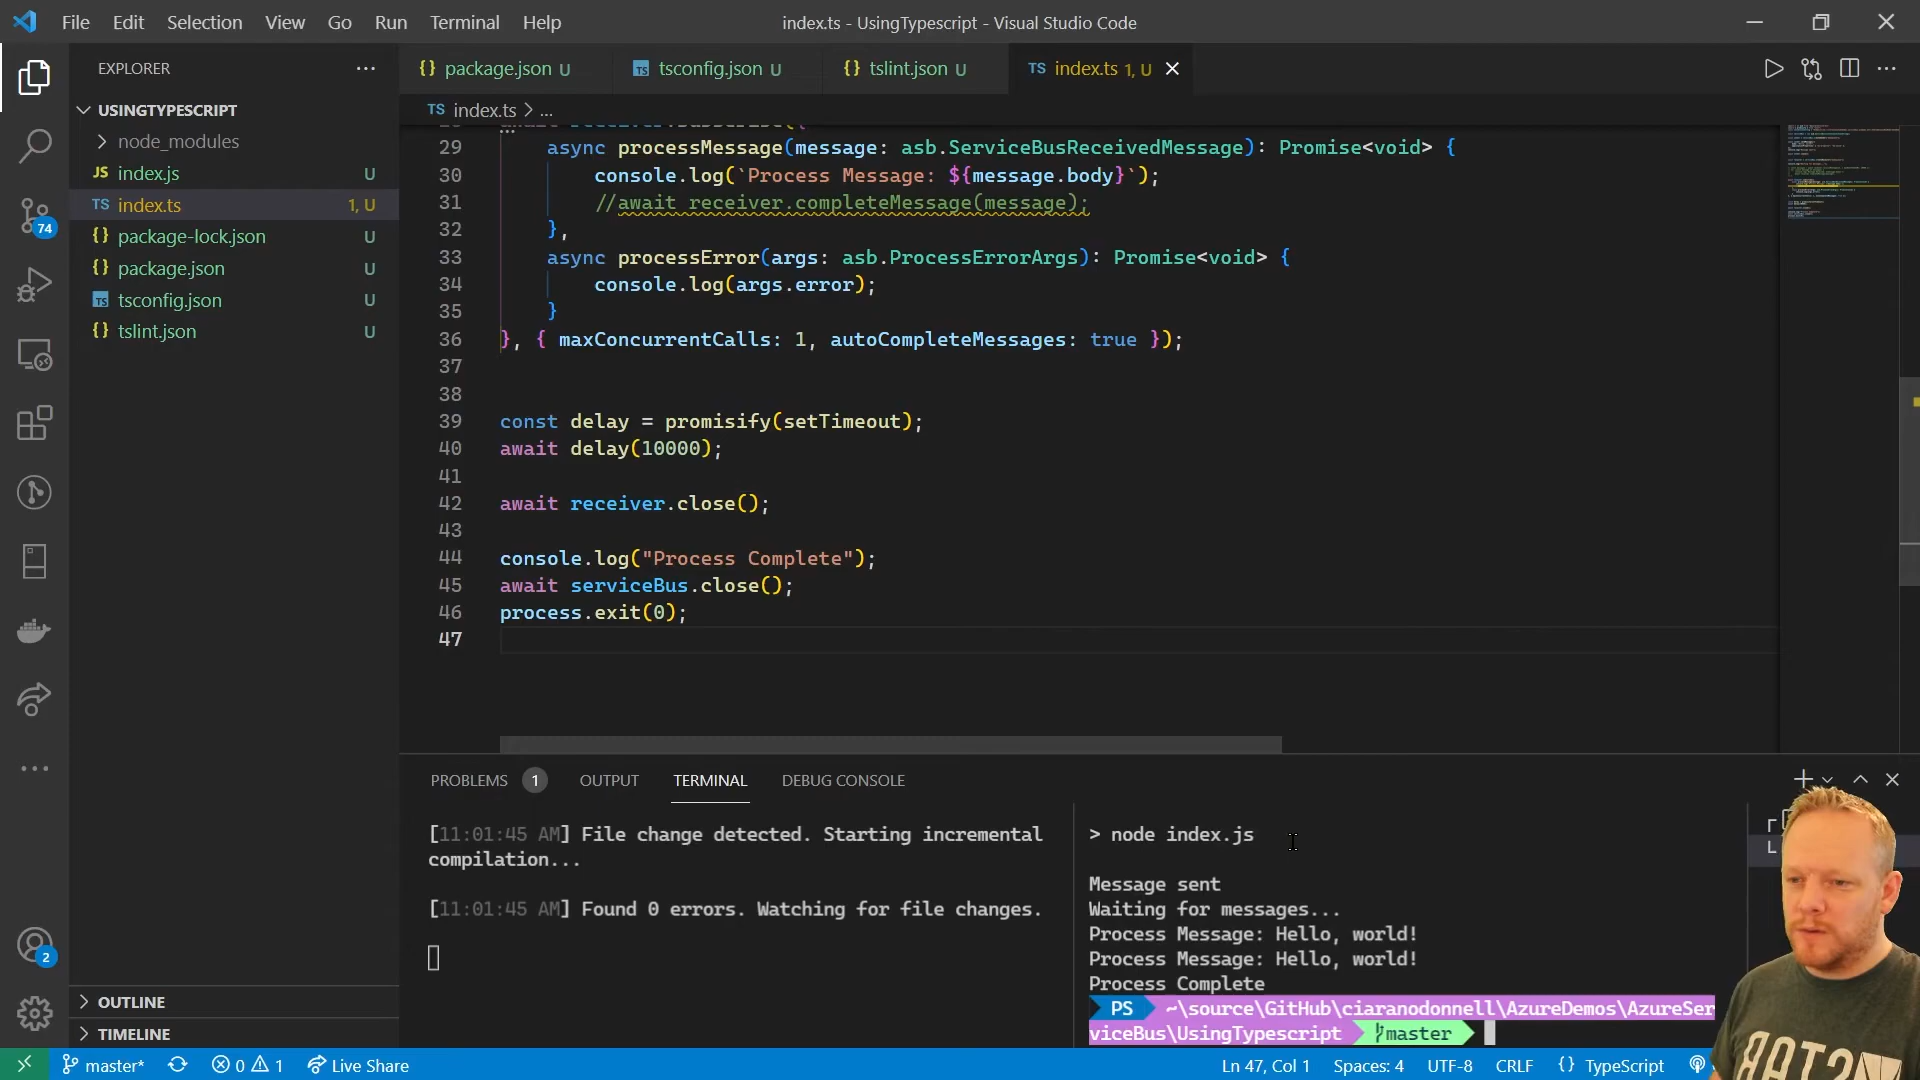 File Edit Selection View Go Run Terminal Help
index.ts - UsingTypescript - Visual Studio Code
EXPLORER
package.json U
tsconfig.json U
tslint.json U
index.ts 1, U
USINGTYPESCRIPT
index.ts > ...
node_modules
index.js U
index.ts 1, U
package-lock.json U
package.json U
tsconfig.json U
tslint.json U
74
29 async processMessage(message: asb.ServiceBusReceivedMessage): Promise<void> {
30 console.log(`Process Message: ${message.body}`);
31 //await receiver.completeMessage(message);
32 },
33 async processError(args: asb.ProcessErrorArgs): Promise<void> {
34 console.log(args.error);
35 }
36 }, { maxConcurrentCalls: 1, autoCompleteMessages: true });
37
38
39 const delay = promisify(setTimeout);
40 await delay(10000);
41
42 await receiver.close();
43
44 console.log("Process Complete");
45 await serviceBus.close();
46 process.exit(0);
47
PROBLEMS 1 OUTPUT TERMINAL DEBUG CONSOLE
[11:01:45 AM] File change detected. Starting incremental
compilation...
[11:01:45 AM] Found 0 errors. Watching for file changes.
> node index.js
Message sent
Waiting for messages...
Process Message: Hello, world!
Process Message: Hello, world!
Process Complete
PS ~\source\GitHub\ciaranodonnell\AzureDemos\AzureSer
viceBus\UsingTypescript master
2
OUTLINE
TIMELINE
master* 0 1 Live Share
Ln 47, Col 1 Spaces: 4 UTF-8 CRLF {} TypeScript